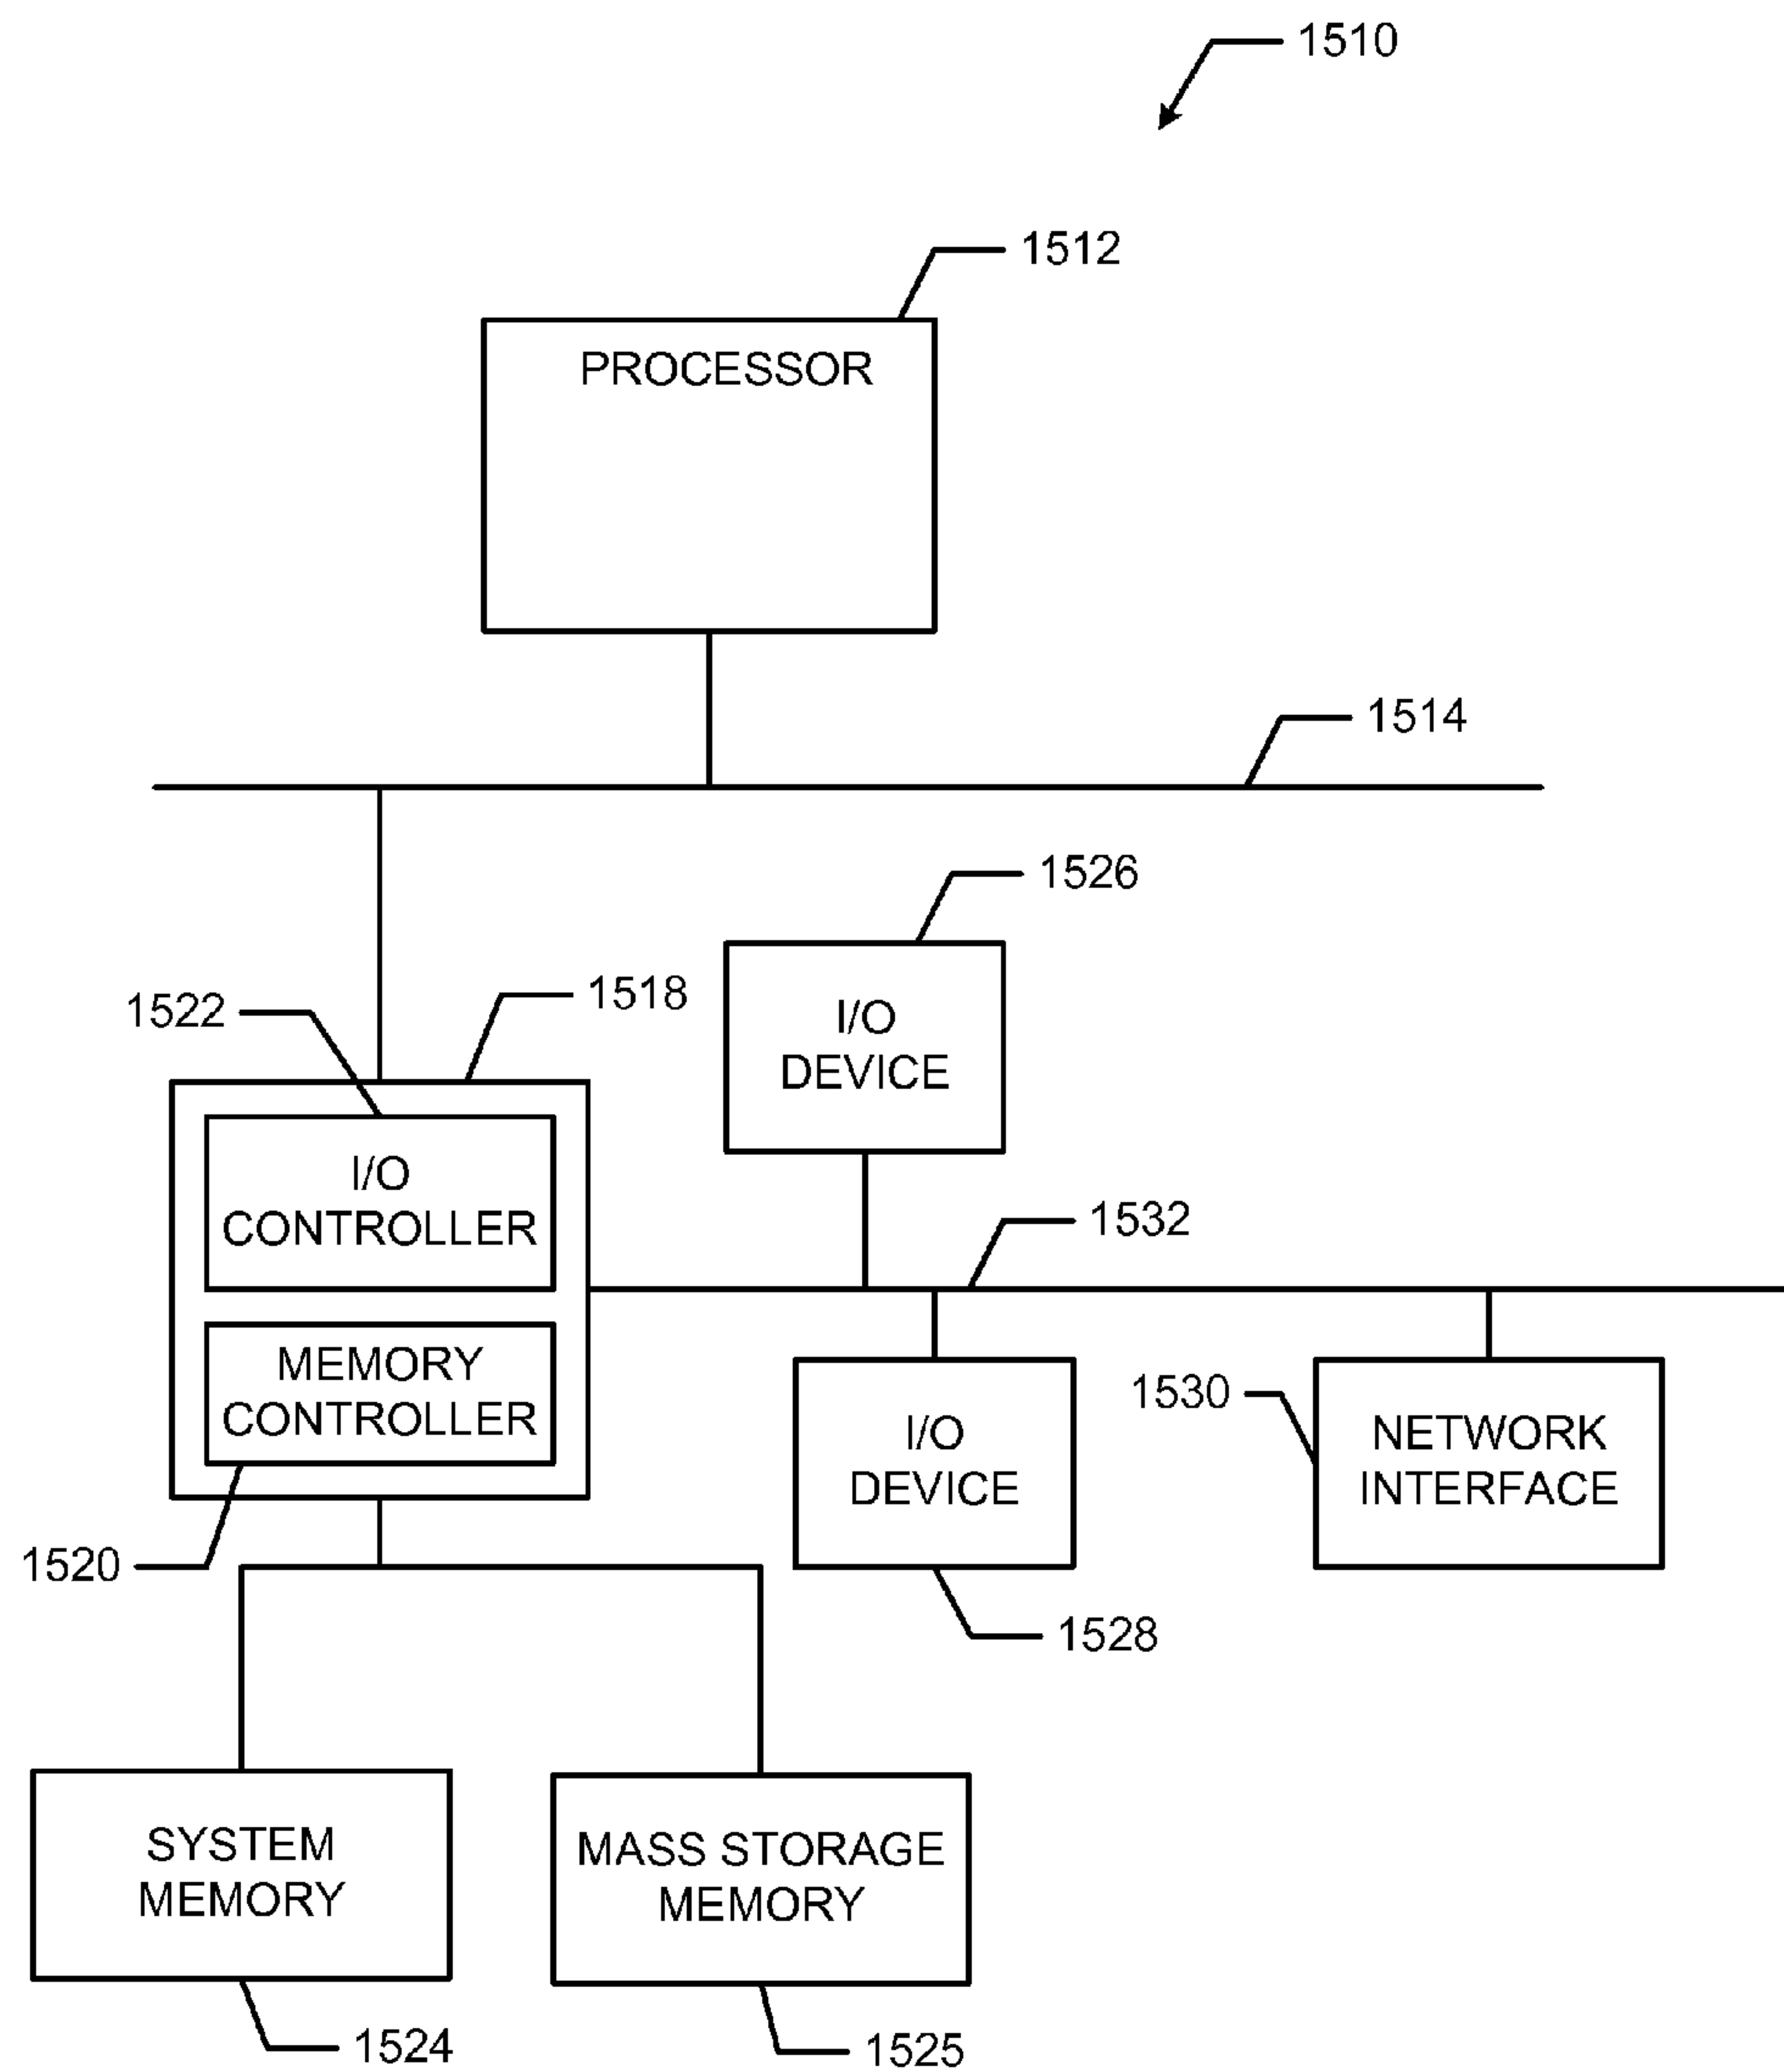 1510
1512
PROCESSOR
1514
1526
1522
1518
I/O
DEVICE
I/O
CONTROLLER
1532
MEMORY
CONTROLLER
1530
I/O
DEVICE
NETWORK
INTERFACE
1520
1528
SYSTEM
MEMORY
MASS STORAGE
MEMORY
1524
1525